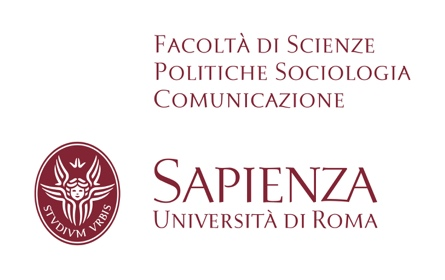 FACOLTÀ DI SCIENZE
POLITICHE SOCIOLOGIA
COMUNICAZIONE
SAPIENZA
UNIVERSITÀ DI ROMA
STVDIVM VRBIS